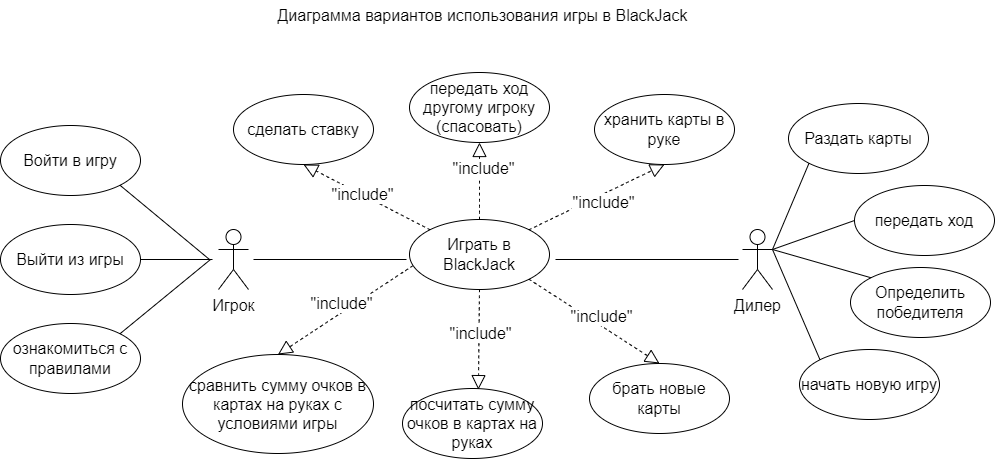 Диаграмма вариантов использования игры в BlackJack
передать ход
другому игроку
(спасовать)
сделать ставку
хранить карты в
руке
Раздать карты
Войти в игру
"include"
"include"
"include"
передать ход
Играть в
BlackJack
Выйти из игры
Игрок
Дилер
Определить
победителя
"include"
"include"
"include"
ознакомиться с
правилами
сравнить сумму очков в
картах на руках с
условиями игры
посчитать сумму
очков в картах на
руках
брать новые
карты
начать новую игру